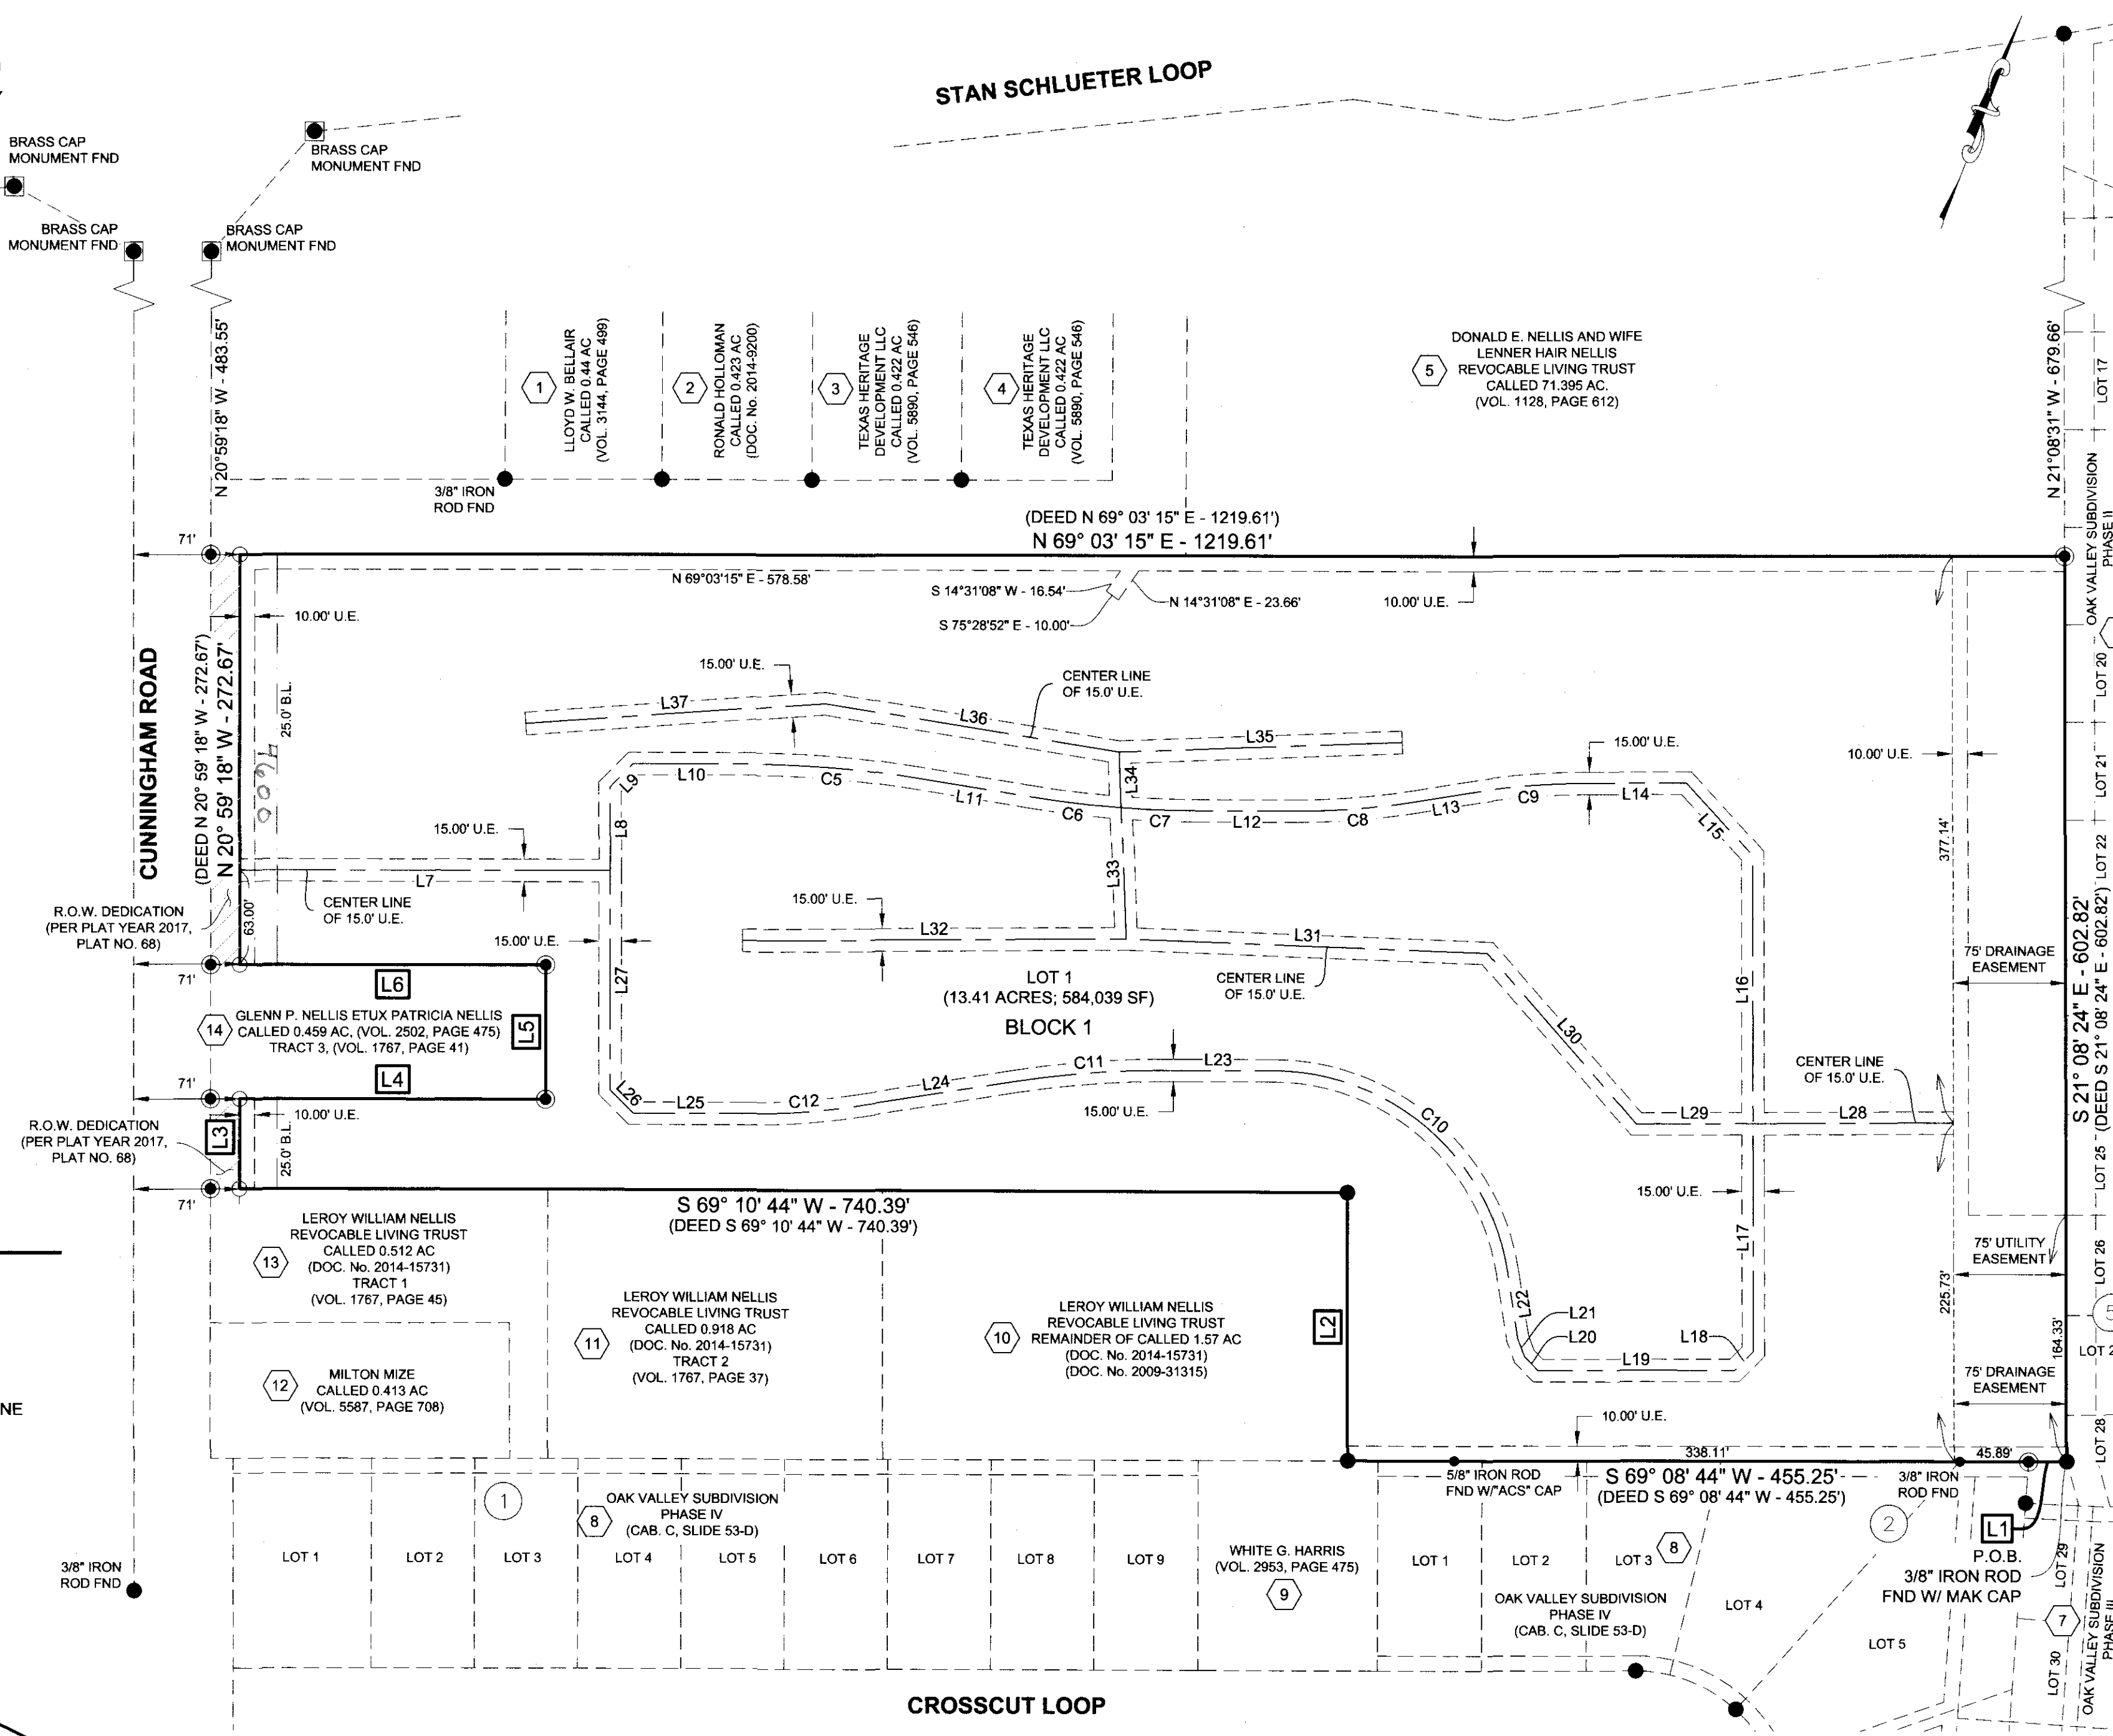 STAN SCHLUETER LOOP
BRASS CAP
MONUMENT FND
BRASS CAP
MONUMENT FND
BRASS CAP
MONUMENT FND
BRASS CAP
MONUMENT FND
N 20°59'18" W - 483.55'
3/8" IRON
ROD FND
1
LLOYD W. BELLAIR
CALLED 0.44 AC
(VOL. 3144, PAGE 499)
2
RONALD HOLLOMAN
CALLED 0.423 AC
(DOC. No. 2014-9200)
3
TEXAS HERITAGE
DEVELOPMENT LLC
CALLED 0.422 AC
(VOL. 5890, PAGE 546)
4
TEXAS HERITAGE
DEVELOPMENT LLC
CALLED 0.422 AC
(VOL. 5890, PAGE 546)
5
DONALD E. NELLIS AND WIFE
LENNER HAIR NELLIS
REVOCABLE LIVING TRUST
CALLED 71.395 AC.
(VOL. 1128, PAGE 612)
N 21°08'31" W - 679.66'
LOT 17
OAK VALLEY SUBDIVISION
PHASE II
(DEED N 69° 03' 15" E - 1219.61')
N 69° 03' 15" E - 1219.61'
71'
N 69°03'15" E - 578.58'
S 14°31'08" W - 16.54'
N 14°31'08" E - 23.66'
S 75°28'52" E - 10.00'
10.00' U.E.
10.00' U.E.
25.0' B.L.
4600
CUNNINGHAM ROAD
(DEED N 20° 59' 18" W - 272.67')
N 20° 59' 18" W - 272.67'
15.00' U.E.
CENTER LINE
OF 15.0' U.E.
L37
L36
L35
L34
15.00' U.E.
10.00' U.E.
L9
L10
C5
L11
C6
C7
L12
C8
L13
C9
L14
L15
L8
15.00' U.E.
L7
CENTER LINE
OF 15.0' U.E.
63.00'
R.O.W. DEDICATION
(PER PLAT YEAR 2017,
PLAT NO. 68)
L33
15.00' U.E.
L32
L31
15.00' U.E.
CENTER LINE
OF 15.0' U.E.
377.14'
LOT 20
LOT 21
LOT 22
S 21° 08' 24" E - 602.82'
(DEED S 21° 08' 24" E - 602.82')
75' DRAINAGE
EASEMENT
LOT 1
(13.41 ACRES; 584,039 SF)
BLOCK 1
L27
L16
L30
71'
L6
14
GLENN P. NELLIS ETUX PATRICIA NELLIS
CALLED 0.459 AC, (VOL. 2502, PAGE 475)
TRACT 3, (VOL. 1767, PAGE 41)
L5
L4
71'
10.00' U.E.
R.O.W. DEDICATION
(PER PLAT YEAR 2017,
PLAT NO. 68)
L3
25.0' B.L.
71'
L26
L25
C12
L24
C11
L23
15.00' U.E.
C10
CENTER LINE
OF 15.0' U.E.
L29
L28
LOT 25
15.00' U.E.
L17
S 69° 10' 44" W - 740.39'
(DEED S 69° 10' 44" W - 740.39')
LEROY WILLIAM NELLIS
REVOCABLE LIVING TRUST
CALLED 0.512 AC
(DOC. No. 2014-15731)
TRACT 1
(VOL. 1767, PAGE 45)
13
12
MILTON MIZE
CALLED 0.413 AC
(VOL. 5587, PAGE 708)
NE
11
LEROY WILLIAM NELLIS
REVOCABLE LIVING TRUST
CALLED 0.918 AC
(DOC. No. 2014-15731)
TRACT 2
(VOL. 1767, PAGE 37)
10
LEROY WILLIAM NELLIS
REVOCABLE LIVING TRUST
REMAINDER OF CALLED 1.57 AC
(DOC. No. 2014-15731)
(DOC. No. 2009-31315)
L2
L22
L21
L20
L19
L18
75' UTILITY
EASEMENT
225.73'
164.33'
LOT 26
75' DRAINAGE
EASEMENT
LOT 28
10.00' U.E.
338.11'
45.89'
5/8" IRON ROD
FND W/"ACS" CAP
S 69° 08' 44" W - 455.25'
(DEED S 69° 08' 44" W - 455.25')
3/8" IRON
ROD FND
1
8
OAK VALLEY SUBDIVISION
PHASE IV
(CAB. C, SLIDE 53-D)
LOT 1
LOT 2
LOT 3
LOT 4
LOT 5
LOT 6
LOT 7
LOT 8
LOT 9
WHITE G. HARRIS
(VOL. 2953, PAGE 475)
9
LOT 1
LOT 2
LOT 3
8
2
OAK VALLEY SUBDIVISION
PHASE IV
(CAB. C, SLIDE 53-D)
LOT 4
LOT 5
L1
P.O.B.
3/8" IRON ROD
FND W/ MAK CAP
7
LOT 29
LOT 30
OAK VALLEY SUBDIVISION
PHASE III
3/8" IRON
ROD FND
CROSSCUT LOOP